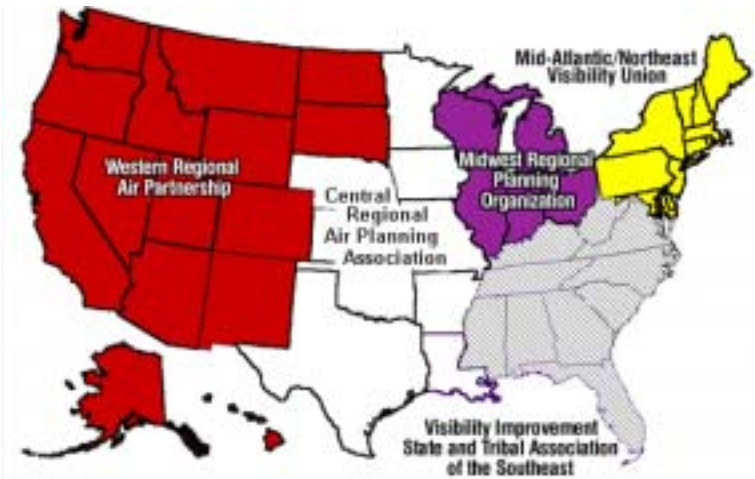 Mid-Atlantic/Northeast
Visibility Union
Western Regional
Air Partnership
Midwest Regional
Planning
Organization
Central
Regional
Air Planning
Association
Visibility Improvement
State and Tribal Association
of the Southeast